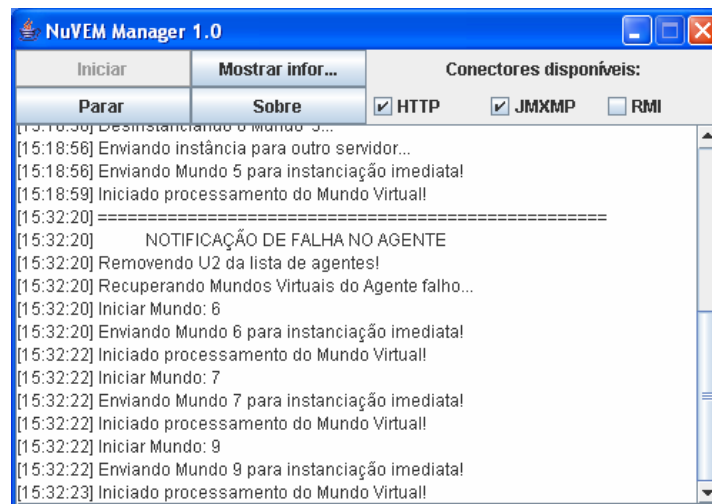 NuVEM Manager 1.0
Iniciar
Mostrar infor...
Conectores disponíveis:
Parar
Sobre
HTTP
JMXMP
RMI
[15:18:56] Desinstanciando o Mundo 5...
[15:18:56] Enviando instância para outro servidor...
[15:18:56] Enviando Mundo 5 para instanciação imediata!
[15:18:59] Iniciado processamento do Mundo Virtual!
[15:32:20] ==================================================
[15:32:20] NOTIFICAÇÃO DE FALHA NO AGENTE
[15:32:20] Removendo U2 da lista de agentes!
[15:32:20] Recuperando Mundos Virtuais do Agente falho...
[15:32:20] Iniciar Mundo: 6
[15:32:20] Enviando Mundo 6 para instanciação imediata!
[15:32:22] Iniciado processamento do Mundo Virtual!
[15:32:22] Iniciar Mundo: 7
[15:32:22] Enviando Mundo 7 para instanciação imediata!
[15:32:22] Iniciado processamento do Mundo Virtual!
[15:32:22] Iniciar Mundo: 9
[15:32:22] Enviando Mundo 9 para instanciação imediata!
[15:32:23] Iniciado processamento do Mundo Virtual!